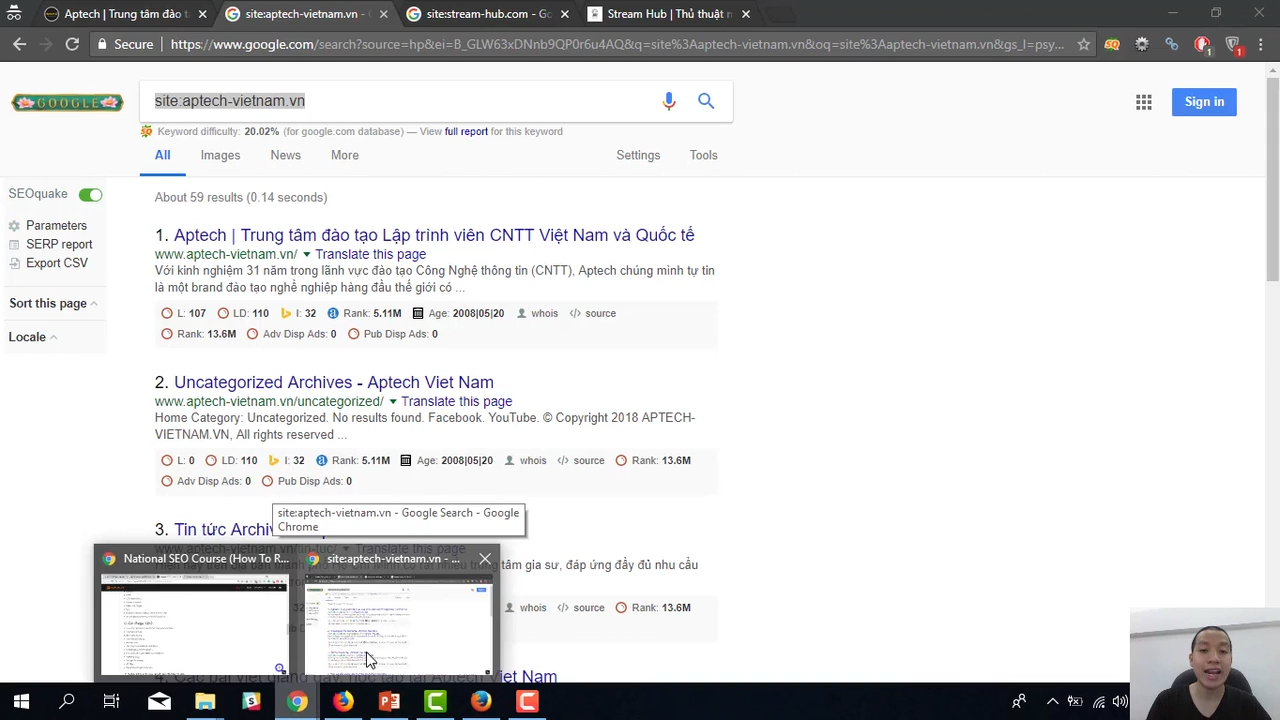 Aptech | Trung tâm đào t
site:aptech-vietnam.vn -
site:stream-hub.com - Go
Stream Hub | Thủ thuật n
Secure
https://www.google.com/search?source=hp&ei=B_GLW63xDNnb9QP0r6u4AQ&q=site%3Aaptech-vietnam.vn&oq=site%3Aaptech-vietnam.vn&gs_l=psy...
GOOGLE
site:aptech-vietnam.vn
Sign in
Keyword difficulty: 20.02% (for google.com database) — View full report for this keyword
All
Images
News
More
Settings
Tools
SEOquake
Parameters
SERP report
Export CSV
Sort this page
Locale
About 59 results (0.14 seconds)
1. Aptech | Trung tâm đào tạo Lập trình viên CNTT Việt Nam và Quốc tế
www.aptech-vietnam.vn/ ▼ Translate this page
Với kinh nghiệm 31 năm trong lãnh vực đào tạo Công Nghệ thông tin (CNTT), Aptech chúng mình tự tin
là một brand đào tạo nghề nghiệp hàng đầu thế giới có ...
L: 107 LD: 110 I: 32 Rank: 5.11M Age: 2008|05|20 whois </> source
Rank: 13.6M Adv Disp Ads: 0 Pub Disp Ads: 0
2. Uncategorized Archives - Aptech Viet Nam
www.aptech-vietnam.vn/uncategorized/ ▼ Translate this page
Home Category: Uncategorized. No results found. Facebook. YouTube. © Copyright 2018 APTECH-
VIETNAM.VN, All rights reserved ...
L: 0 LD: 110 I: 32 Rank: 5.11M Age: 2008|05|20 whois </> source Rank: 13.6M
Adv Disp Ads: 0 Pub Disp Ads: 0
site:aptech-vietnam.vn - Google Search - Google
Chrome
3. Tin tức Archi
Translate this page
tâm gia sư, đáp ứng đầy đủ nhu cầu
National SEO Course (How To R...
site:aptech-vietnam.vn - ...
whois </> source Rank: 13.6M
iet Nam